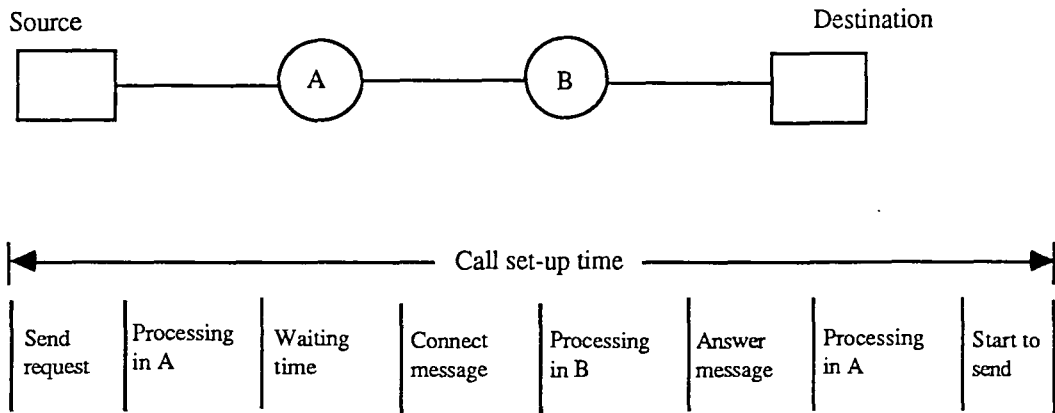 Source
Destination
A
B
Call set-up time
Send
request
Processing
in A
Waiting
time
Connect
message
Processing
in B
Answer
message
Processing
in A
Start to
send